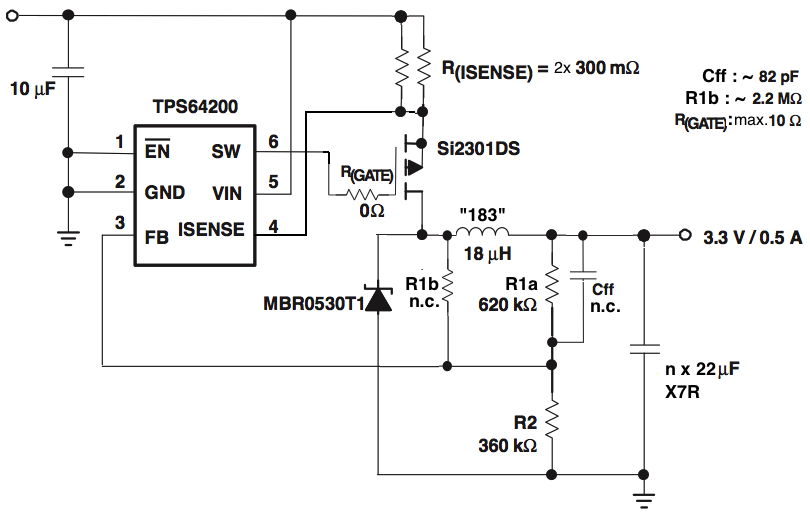 R(ISENSE) = 2x 300 mΩ
10 µF
Cff : ~ 82 pF
R1b : ~ 2.2 MΩ
R(GATE):max.10 Ω
TPS64200
1
EN
SW
6
Si2301DS
2
GND
VIN
5
R(GATE)
0Ω
3
FB
ISENSE
4
"183"
18 µH
3.3 V / 0.5 A
MBR0530T1
R1b
n.c.
R1a
620 kΩ
Cff
n.c.
n x 22µF
X7R
R2
360 kΩ